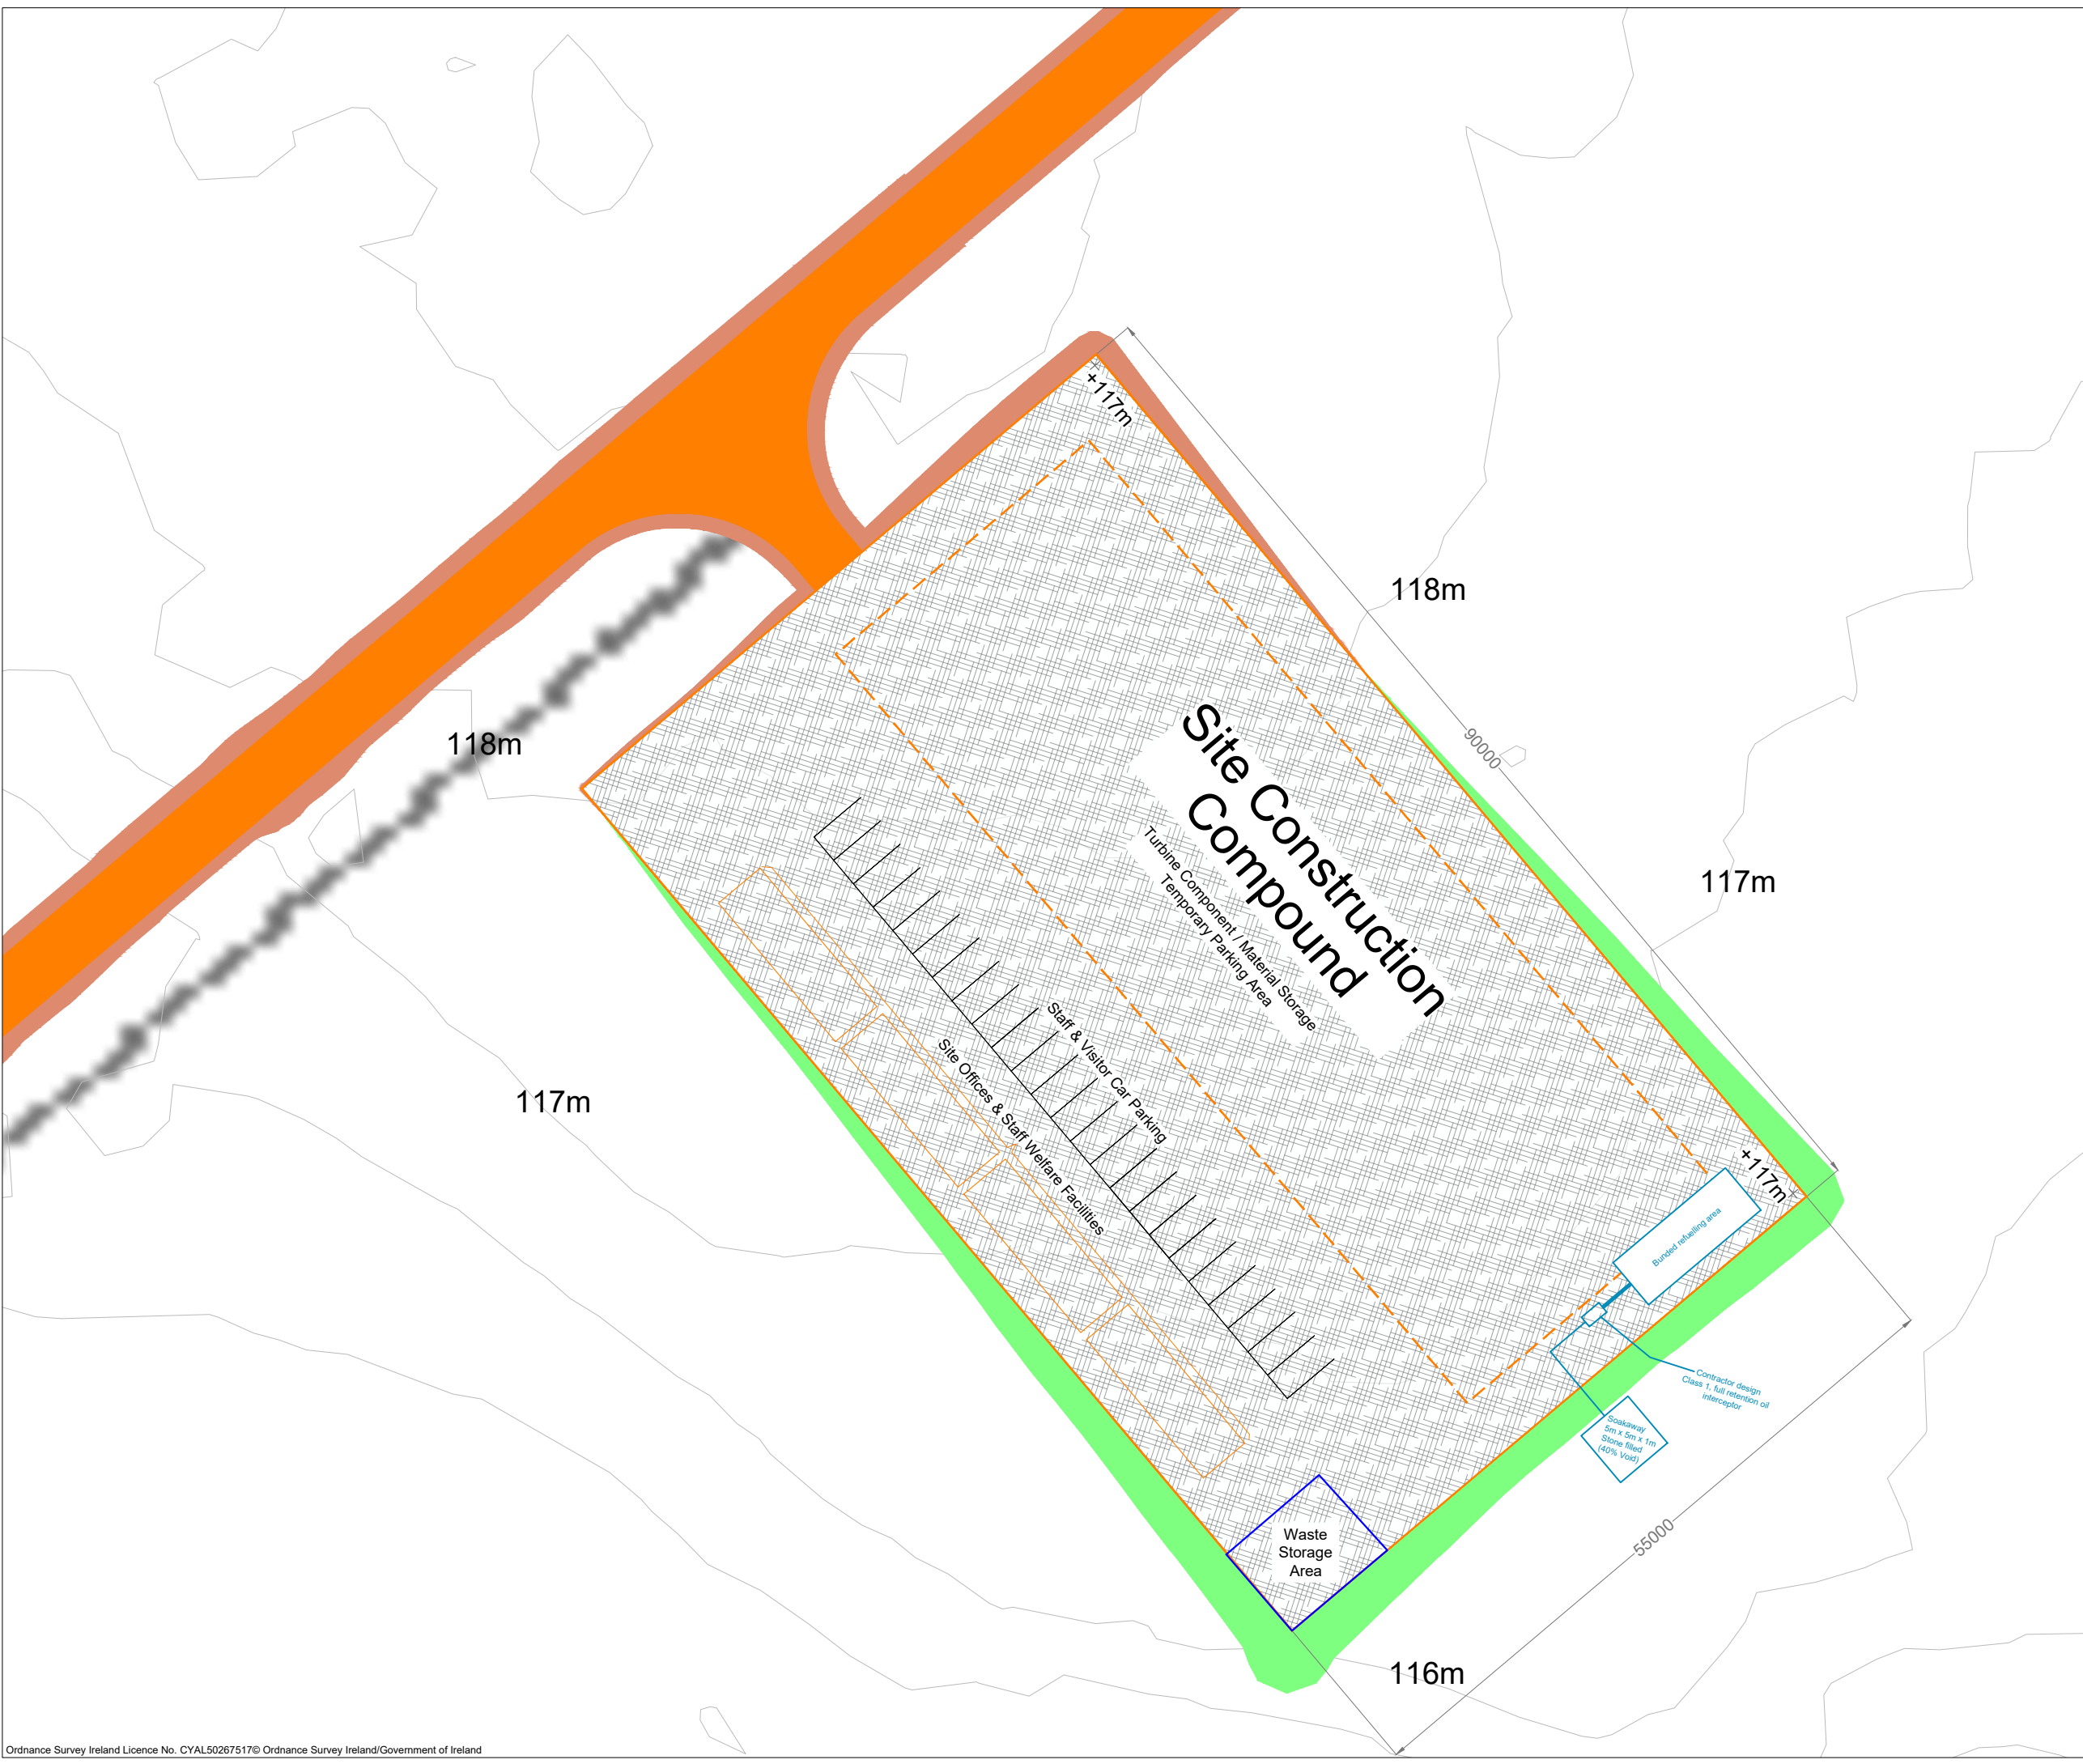 +117m
118m
90000
118m
Site Construction
Compound
Turbine Component / Material Storage
Temporary Parking Area
117m
Staff & Visitor Car Parking
Site Offices & Staff Welfare Facilities
117m
+117m
Bunded refuelling area
Contractor design
Class 1, full retention oil
interceptor
Soakaway
5m x 5m x 1m
Stone filled
(40% Void)
55000
Waste
Storage
Area
116m
Ordnance Survey Ireland Licence No. CYAL50267517© Ordnance Survey Ireland/Government of Ireland